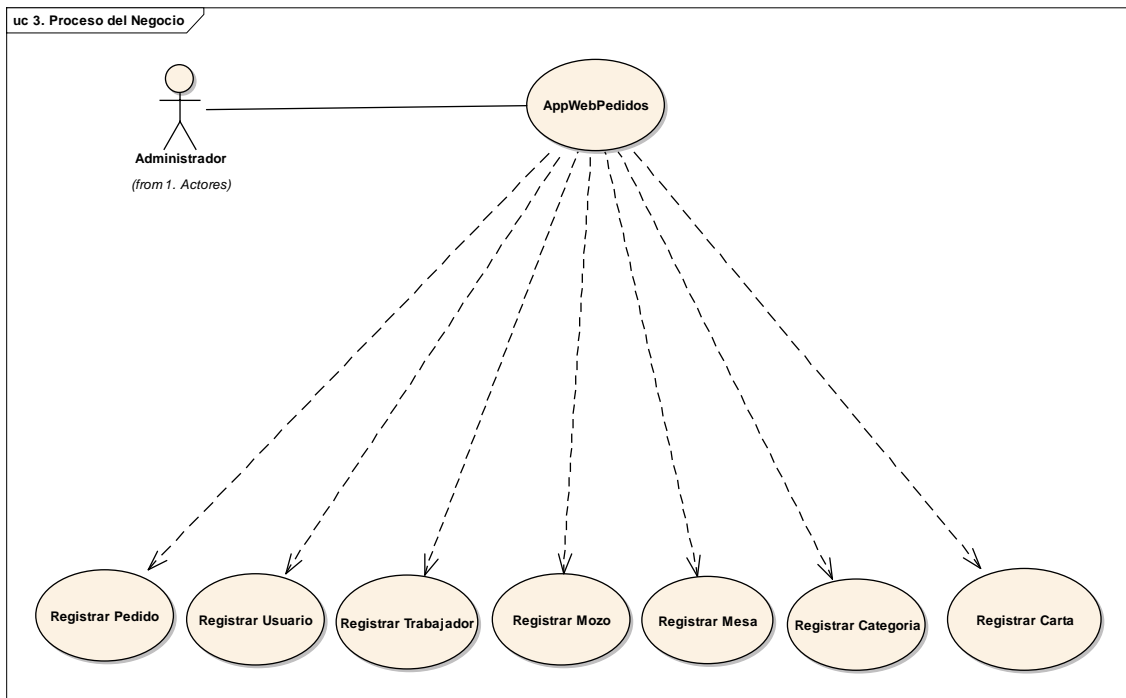 uc 3. Proceso del Negocio
AppWebPedidos
Administrador
(from 1. Actores)
Registrar Pedido
Registrar Usuario
Registrar Trabajador
Registrar Mozo
Registrar Mesa
Registrar Categoria
Registrar Carta